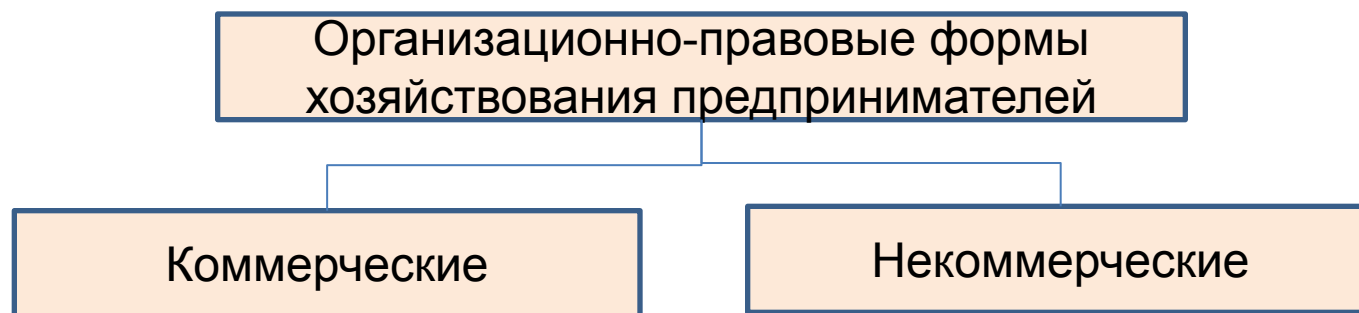 Организационно-правовые формы
хозяйствования предпринимателей
Коммерческие
Некоммерческие